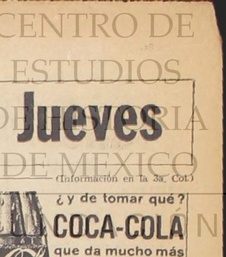 CENTRO DE
ESTUDIOS
Jueves
DE HISTORIA
DE MEXICO
(Información en la 3a. Col.)
¿y de tomar qué?
COCA-COLA
que da mucho más